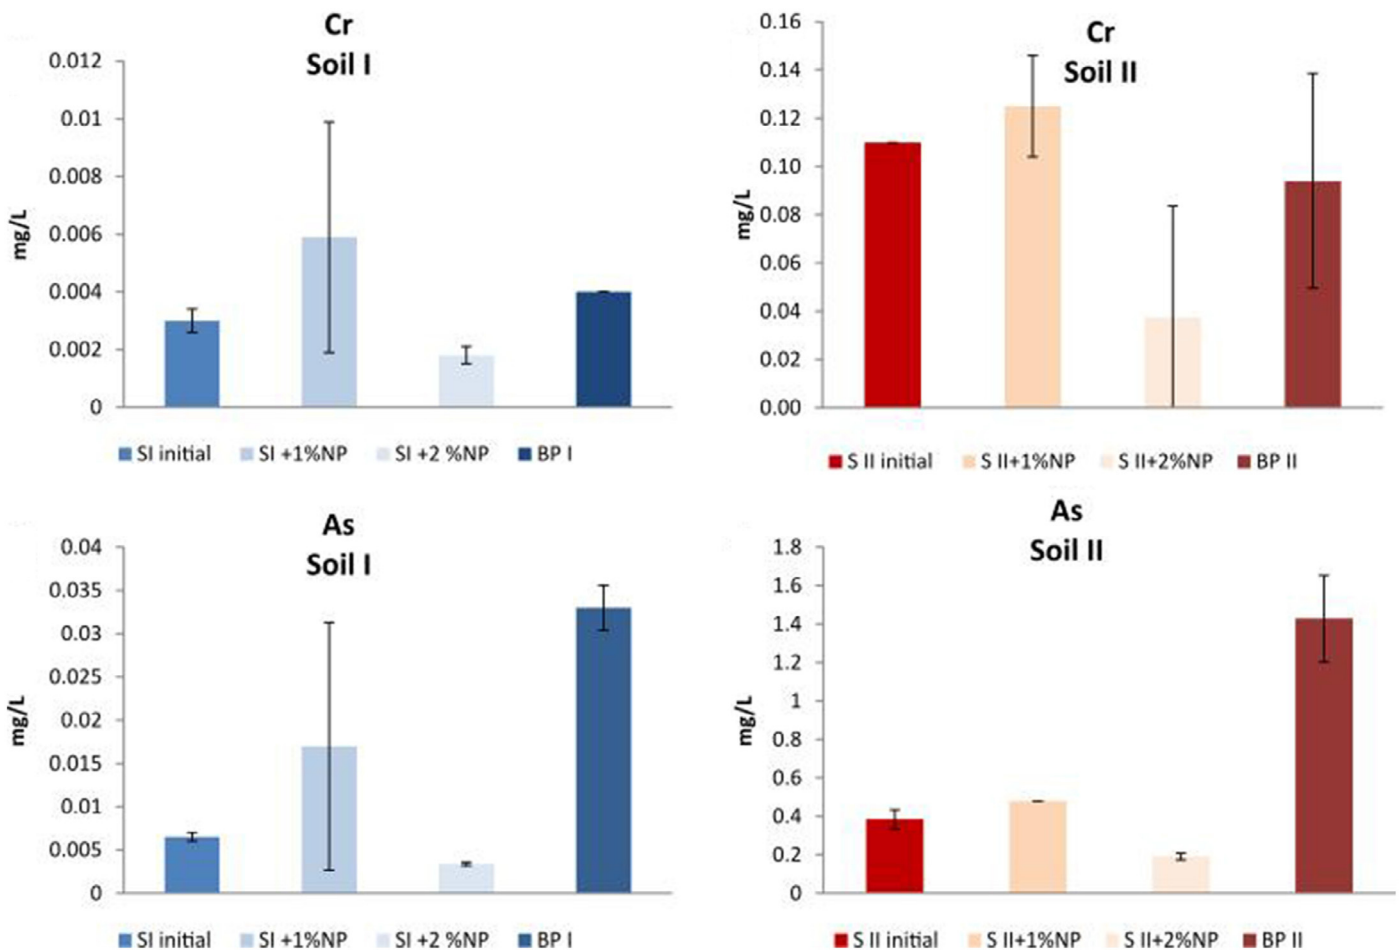 Cr
Soil I
0.012
0.01
0.008
0.006
0.004
0.002
0
mg/L
SI initial SI +1%NP SI +2 %NP BP I
Cr
Soil II
0.16
0.14
0.12
0.10
0.08
0.06
0.04
0.02
0.00
mg/L
S II initial S II+1%NP S II+2%NP BP II
As
Soil I
0.04
0.035
0.03
0.025
0.02
0.015
0.01
0.005
0
mg/L
SI initial SI +1%NP SI +2 %NP BP I
As
Soil II
1.8
1.6
1.4
1.2
1
0.8
0.6
0.4
0.2
0
mg/L
S II initial S II+1%NP S II+2%NP BP II